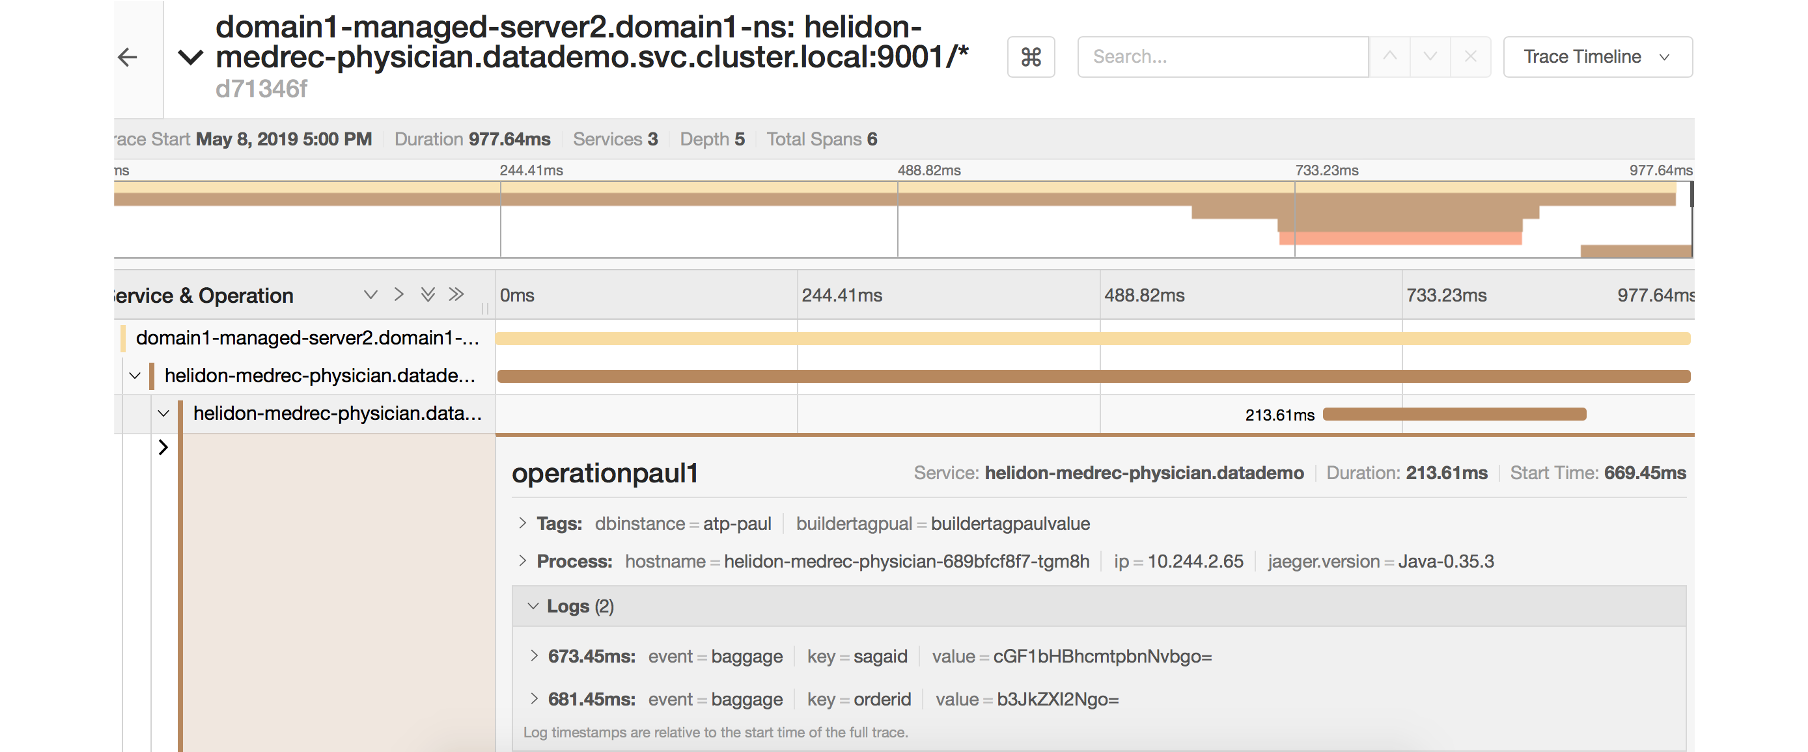 domain1-managed-server2.domain1-ns: helidon-
medrec-physician.datademo.svc.cluster.local:9001/*
d71346f
⌘ Search... Trace Timeline
race Start May 8, 2019 5:00 PM Duration 977.64ms Services 3 Depth 5 Total Spans 6
ms 244.41ms 488.82ms 733.23ms 977.64ms
Service & Operation 0ms 244.41ms 488.82ms 733.23ms 977.64ms
domain1-managed-server2.domain1-...
helidon-medrec-physician.datade...
helidon-medrec-physician.data... 213.61ms
operationpaul1 Service: helidon-medrec-physician.datademo Duration: 213.61ms Start Time: 669.45ms
Tags: dbinstance = atp-paul buildertagpual = buildertagpaulvalue
Process: hostname = helidon-medrec-physician-689bfcf8f7-tgm8h ip = 10.244.2.65 jaeger.version = Java-0.35.3
Logs (2)
673.45ms: event = baggage key = sagaid value = cGF1bHBhcmtpbnNvbgo=
681.45ms: event = baggage key = orderid value = b3JkZXI2Ngo=
Log timestamps are relative to the start time of the full trace.